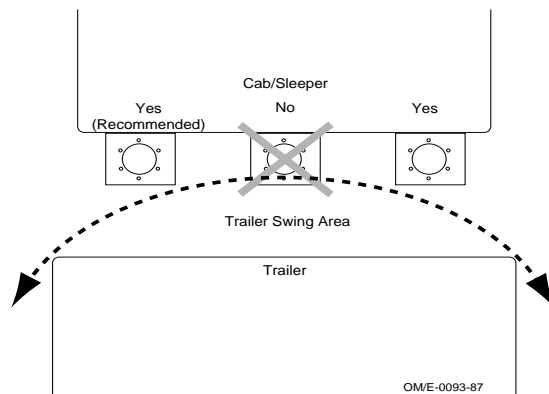 Cab/Sleeper
Yes
(Recommended)
No
Yes
Trailer Swing Area
Trailer
OM/E-0093-87